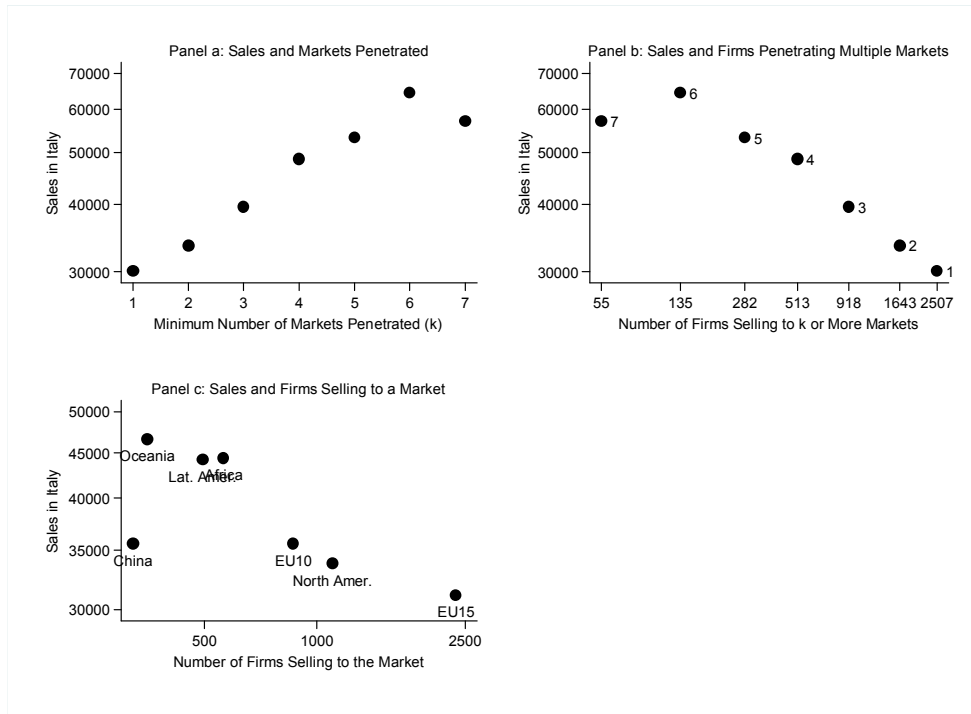 Panel a: Sales and Markets Penetrated
70000
60000
50000
40000
30000
Sales in Italy
1 2 3 4 5 6 7
Minimum Number of Markets Penetrated (k)
Panel b: Sales and Firms Penetrating Multiple Markets
70000
60000
50000
40000
30000
Sales in Italy
7
6
5
4
3
2
1
55 135 282 513 918 1643 2507
Number of Firms Selling to k or More Markets
Panel c: Sales and Firms Selling to a Market
50000
45000
40000
35000
30000
Sales in Italy
Oceania
Lat. Amer.
Africa
China
EU10
North Amer.
EU15
500 1000 2500
Number of Firms Selling to the Market